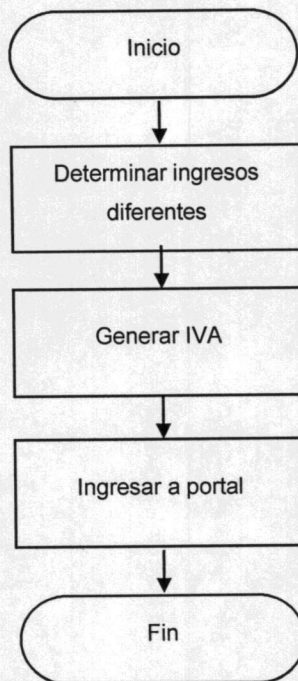 Inicio
Determinar ingresos
diferentes
Generar IVA
Ingresar a portal
Fin